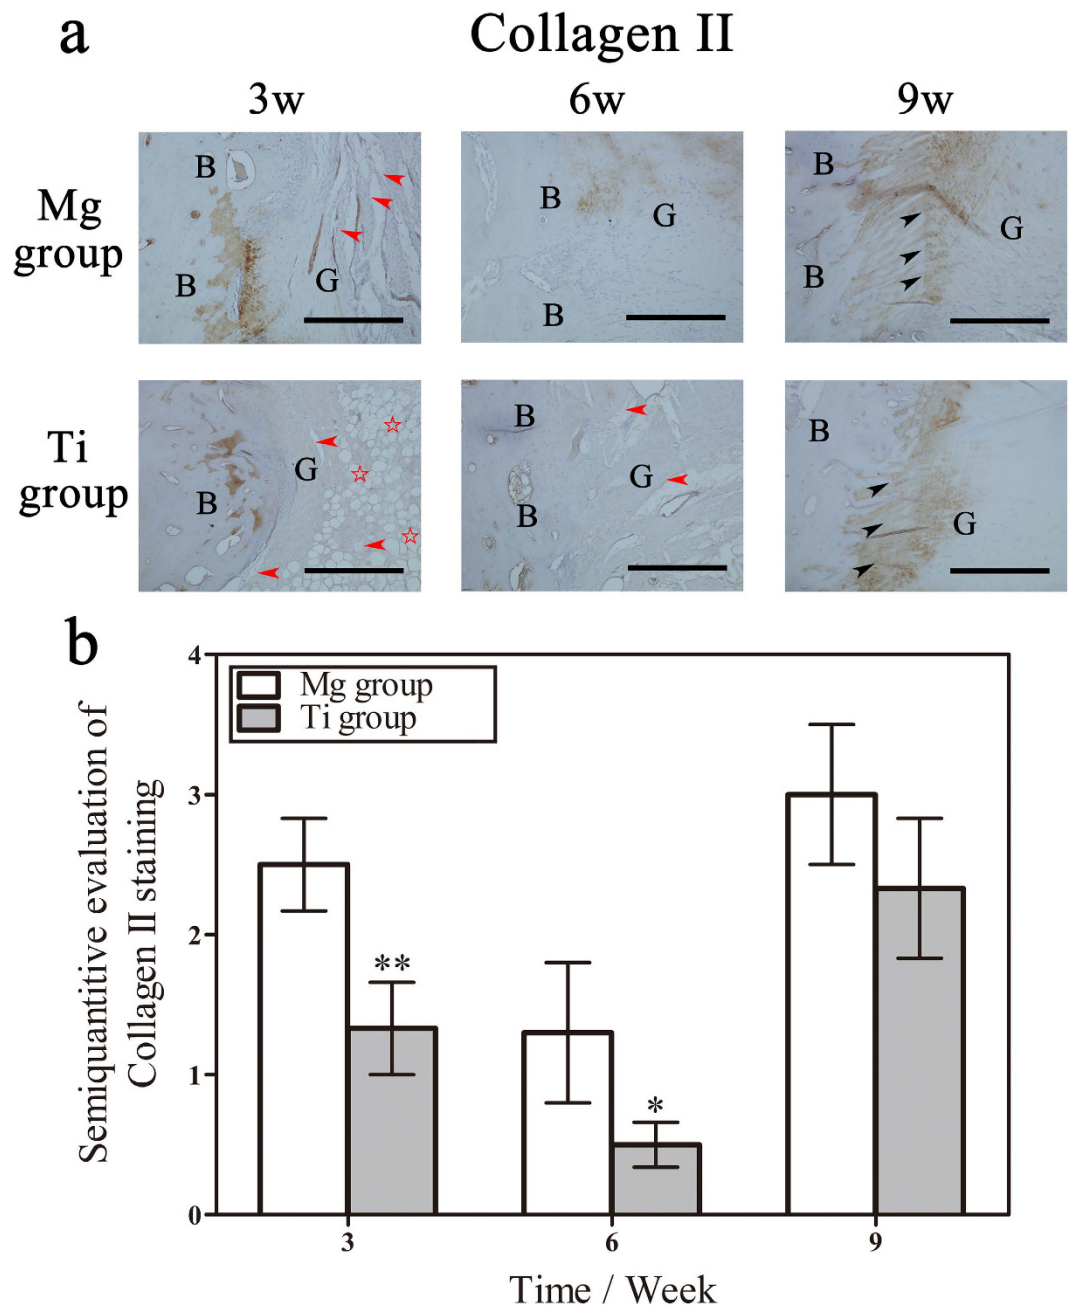 a
Collagen II
3w
6w
9w
Mg
group
B
B
G
B
G
B
B
B
G
Ti
group
B
G
B
G
B
B
G
b
Semiquantitive evaluation of
Collagen II staining
4
3
2
1
0
Mg group
Ti group
**
*
3
6
9
Time / Week